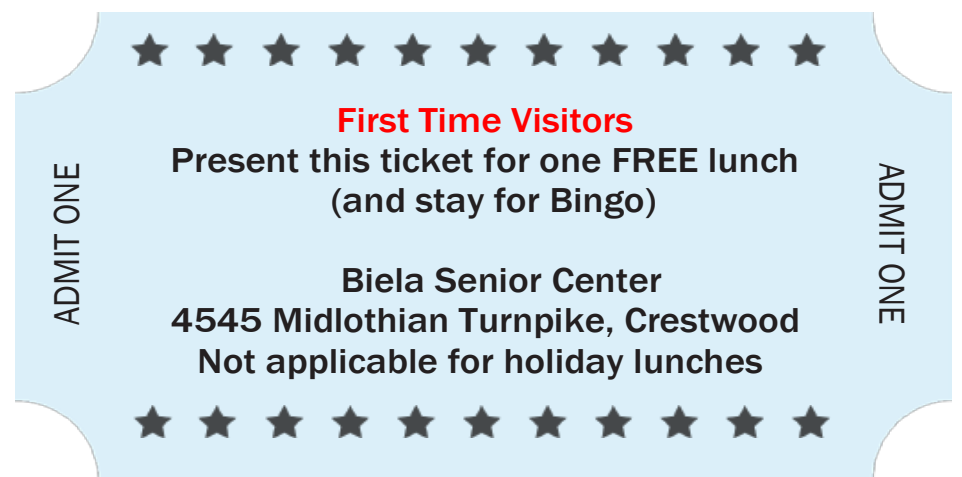 First Time Visitors
Present this ticket for one FREE lunch
(and stay for Bingo)
ADMIT ONE
ADMIT ONE
Biela Senior Center
4545 Midlothian Turnpike, Crestwood
Not applicable for holiday lunches